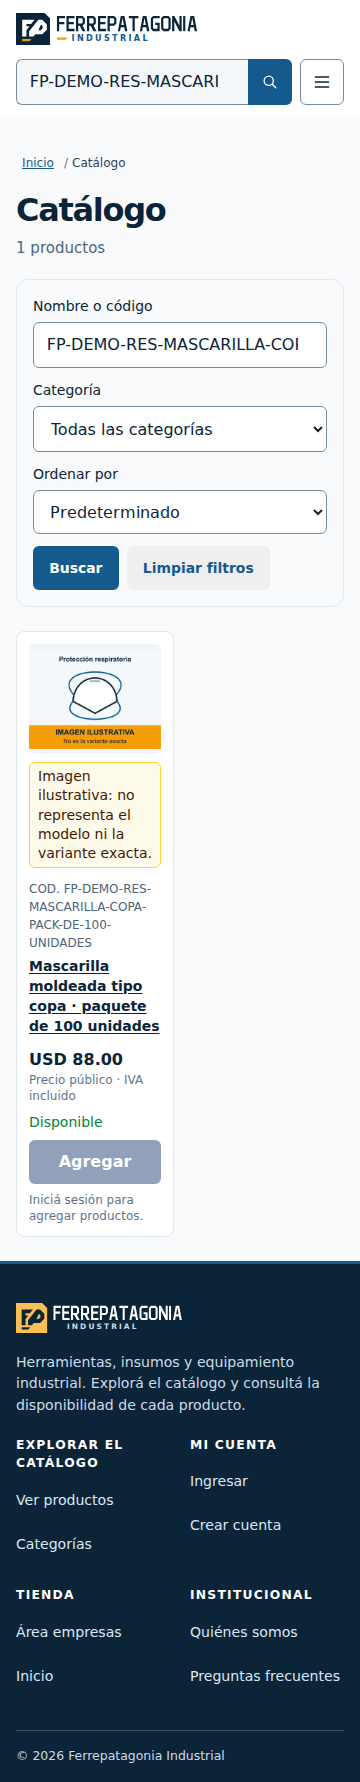 FERREPATAGONIA
INDUSTRIAL
FP-DEMO-RES-MASCARI
Inicio / Catálogo
Catálogo
1 productos
Nombre o código
FP-DEMO-RES-MASCARILLA-COI
Categoría
Todas las categorías
Ordenar por
Predeterminado
Buscar Limpiar filtros
Protección respiratoria
IMAGEN ILUSTRATIVA
No es la variante exacta
Imagen
ilustrativa: no
representa el
modelo ni la
variante exacta.
COD. FP-DEMO-RES-
MASCARILLA-COPA-
PACK-DE-100-
UNIDADES
Mascarilla
moldeada tipo
copa · paquete
de 100 unidades
USD 88.00
Precio público · IVA
incluido
Disponible
Agregar
Iniciá sesión para
agregar productos.
FERREPATAGONIA
INDUSTRIAL
Herramientas, insumos y equipamiento
industrial. Explorá el catálogo y consultá la
disponibilidad de cada producto.
EXPLORAR EL
CATÁLOGO
Ver productos
Categorías
MI CUENTA
Ingresar
Crear cuenta
TIENDA
Área empresas
Inicio
INSTITUCIONAL
Quiénes somos
Preguntas frecuentes
© 2026 Ferrepatagonia Industrial